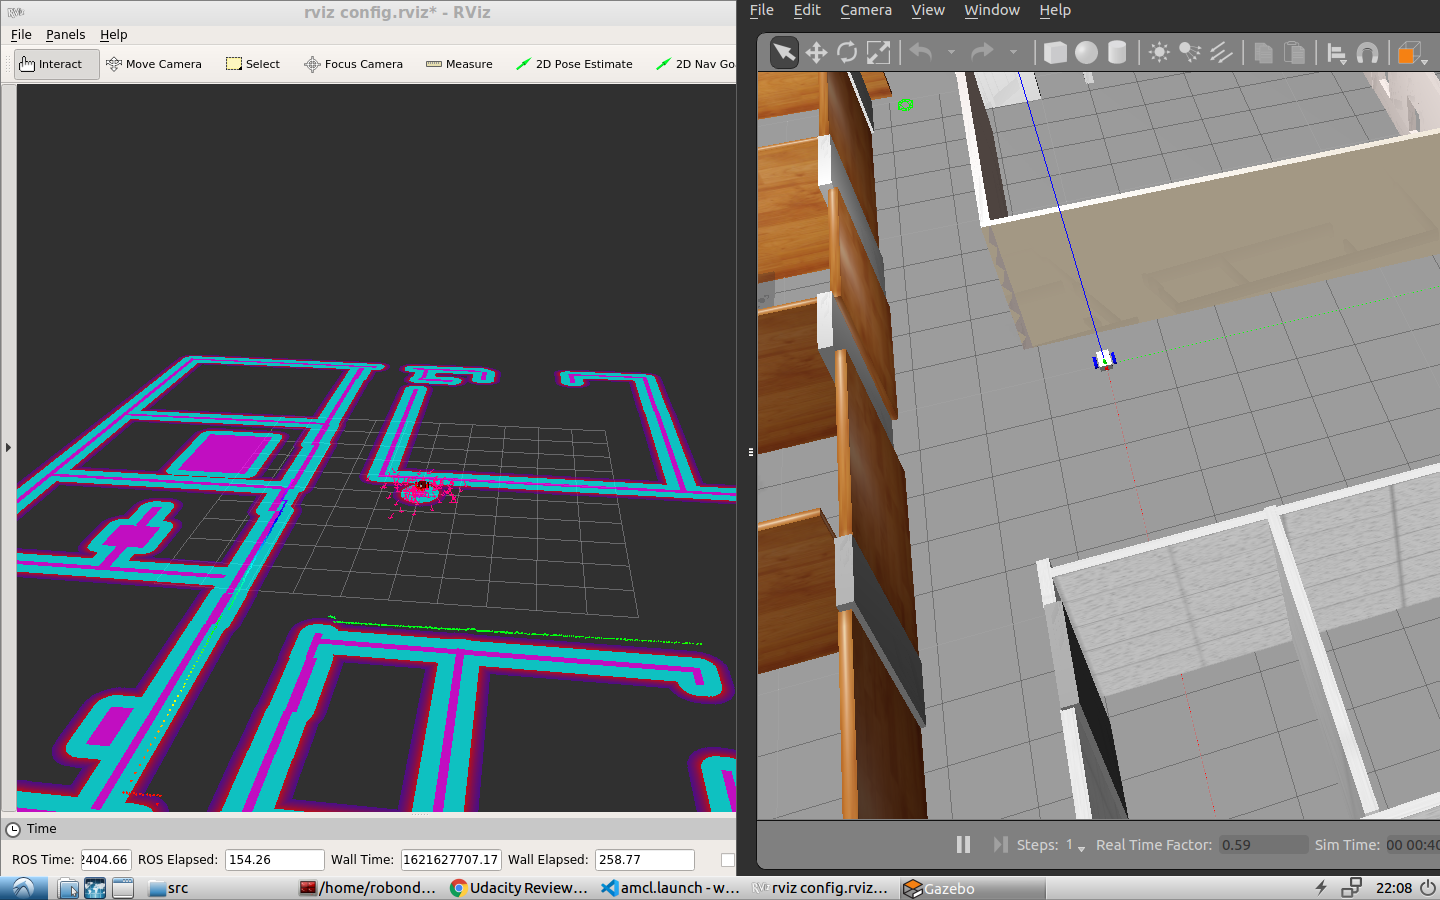 rviz config.rviz* - RViz
File Panels Help
Interact Move Camera Select Focus Camera Measure 2D Pose Estimate 2D Nav Go
File Edit Camera View Window Help
Time
ROS Time: 2404.66 ROS Elapsed: 154.26 Wall Time: 1621627707.17 Wall Elapsed: 258.77
Steps: 1 Real Time Factor: 0.59 Sim Time: 00 00:40
src /home/robond... Udacity Review... amcl.launch - w... rviz config.rviz... Gazebo 22:08